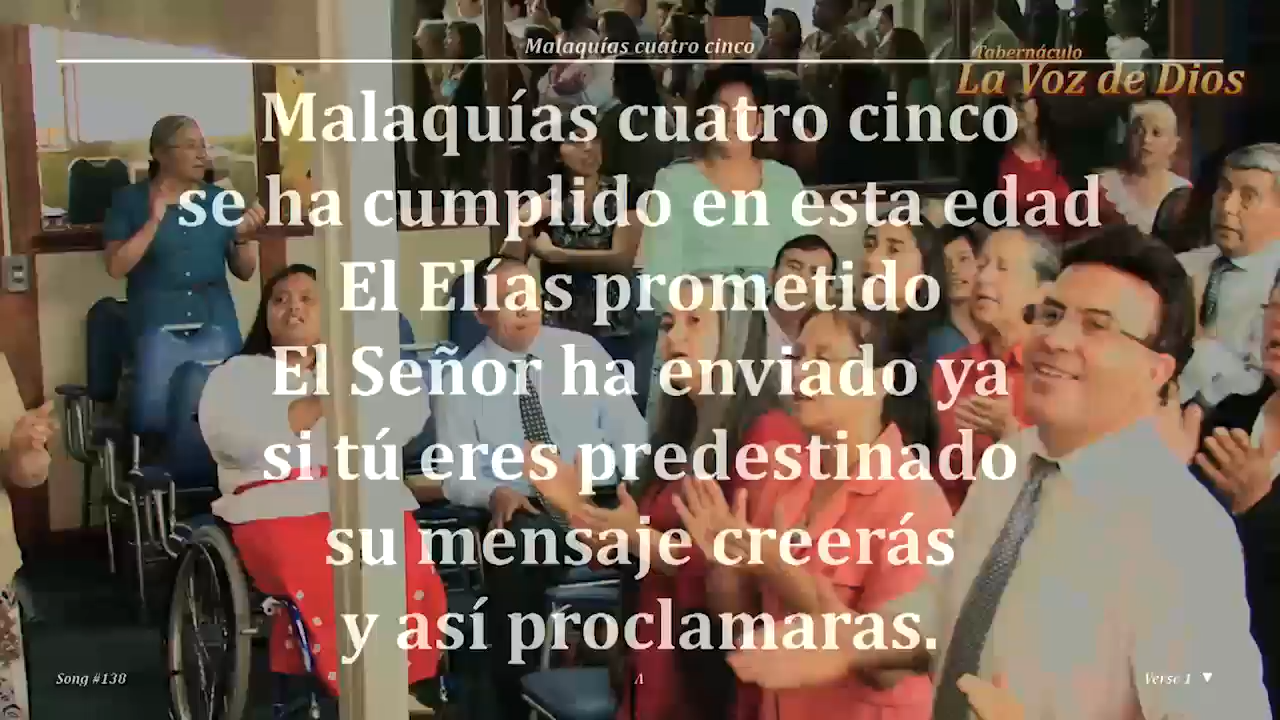 Malaquías cuatro cinco
Tabernáculo
La Voz de Dios
Malaquías cuatro cinco
se ha cumplido en esta edad
El Elías prometido
El Señor ha enviado ya
si tú eres predestinado
su mensaje creerás
y así proclamaras.
Song #138
Verse 1 ▼